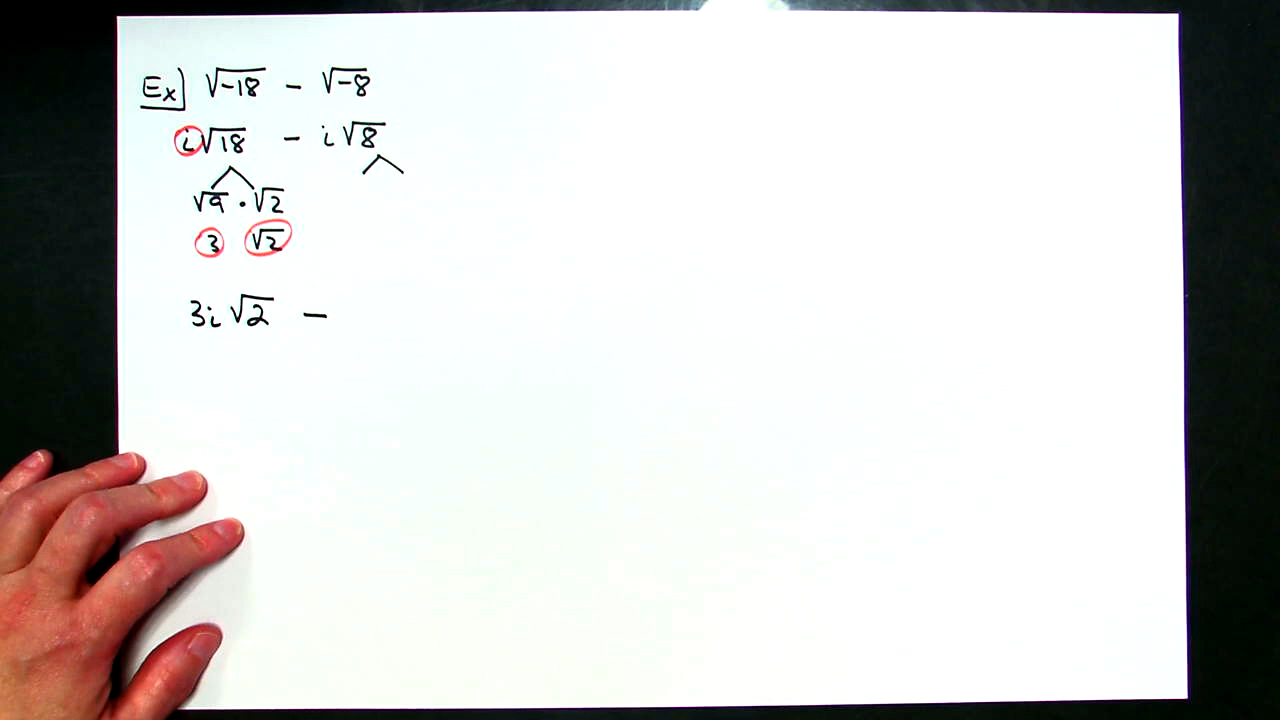 Ex] √-18 - √-8
i√18 - i√8
√9 · √2
3 √2
3i√2 -